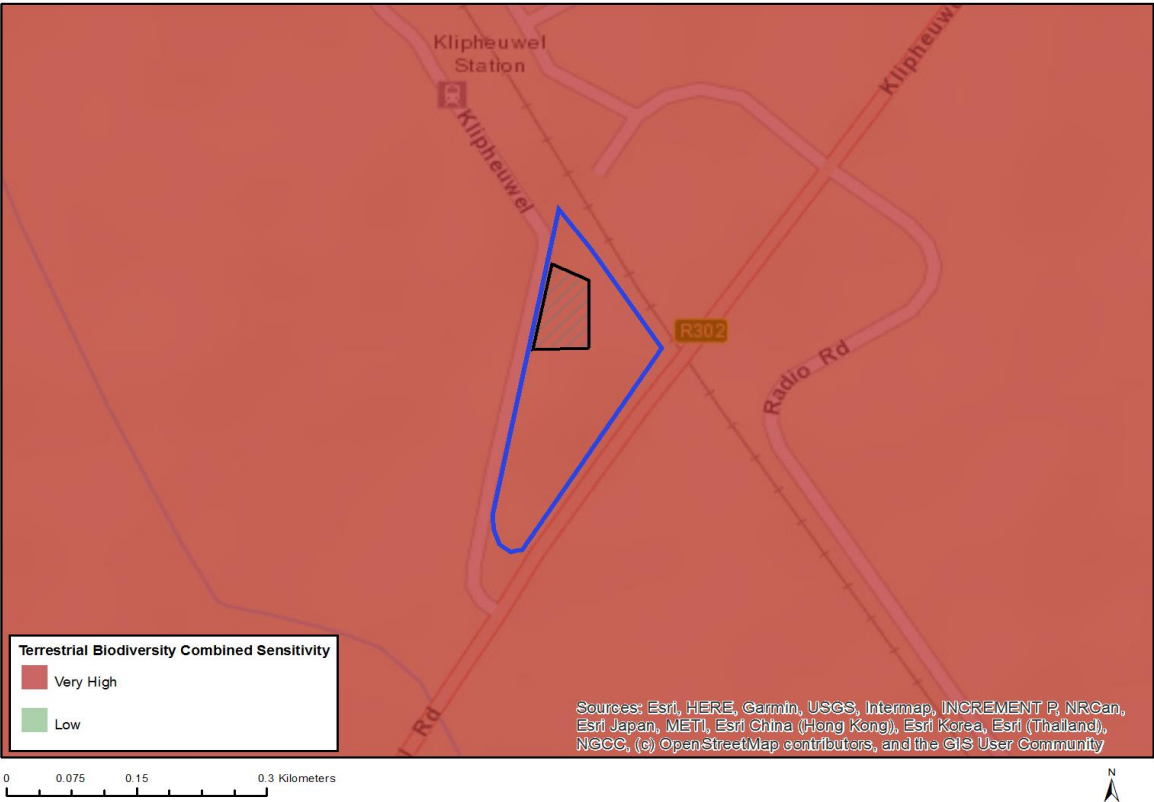 Klipheuwel
Station
Klipheuwel
Klipheuwe
R302
Radio Rd
l Rd
Terrestrial Biodiversity Combined Sensitivity
Very High
Low
Sources: Esri, HERE, Garmin, USGS, Intermap, INCREMENT P, NRCan,
Esri Japan, METI, Esri China (Hong Kong), Esri Korea, Esri (Thailand),
NGCC, (c) OpenStreetMap contributors, and the GIS User Community
0 0.075 0.15 0.3 Kilometers
N